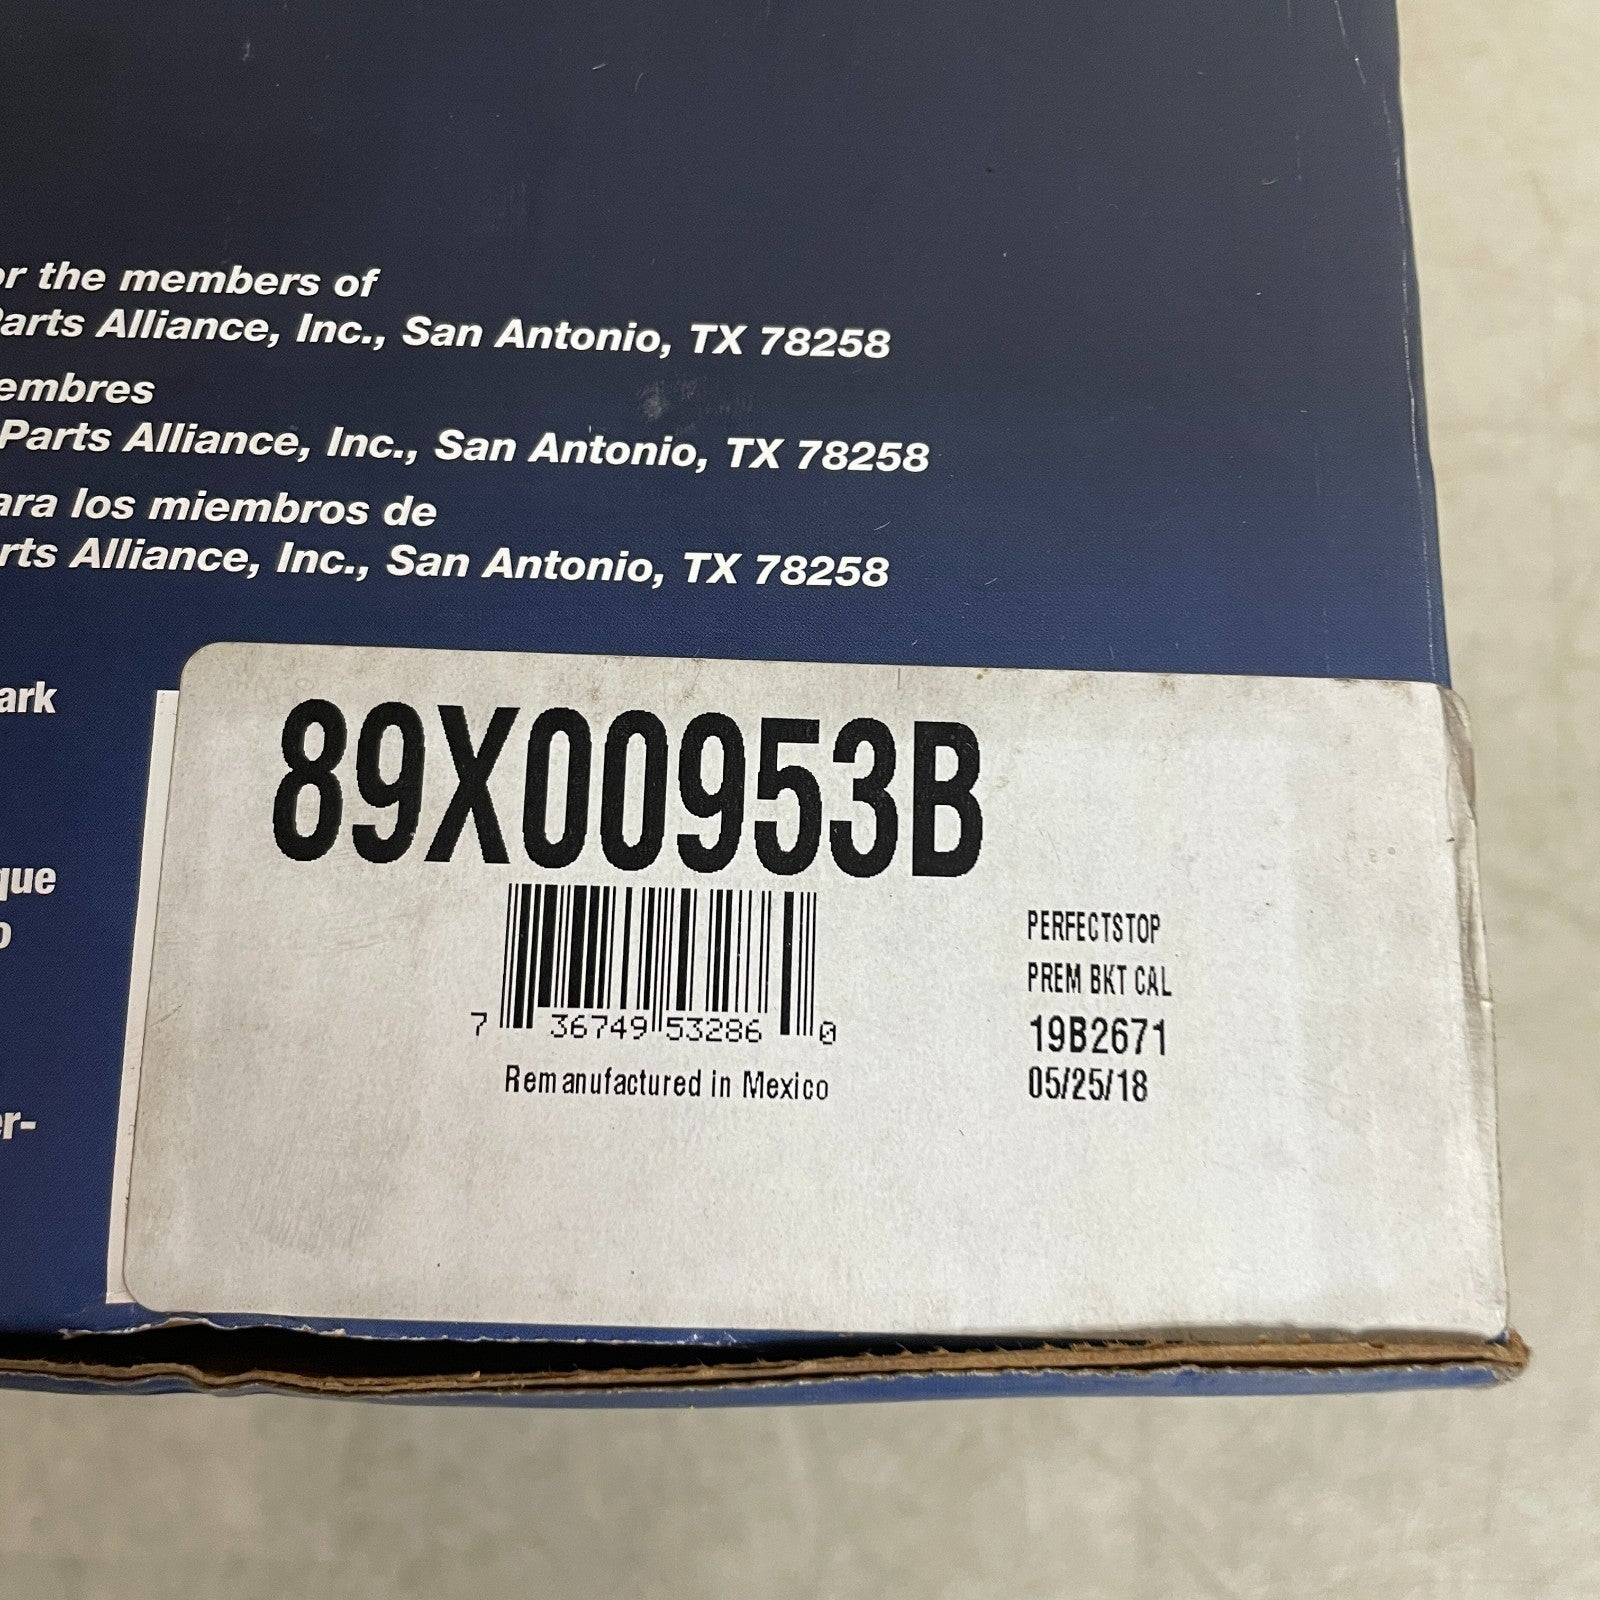 or the members of
Parts Alliance, Inc., San Antonio, TX 78258
embres
Parts Alliance, Inc., San Antonio, TX 78258
ara los miembros de
rts Alliance, Inc., San Antonio, TX 78258
ark
que
o
er-
89X00953B
7 36749 53286 0
Remanufactured in Mexico
PERFECTSTOP
PREM BKT CAL
19B2671
05/25/18